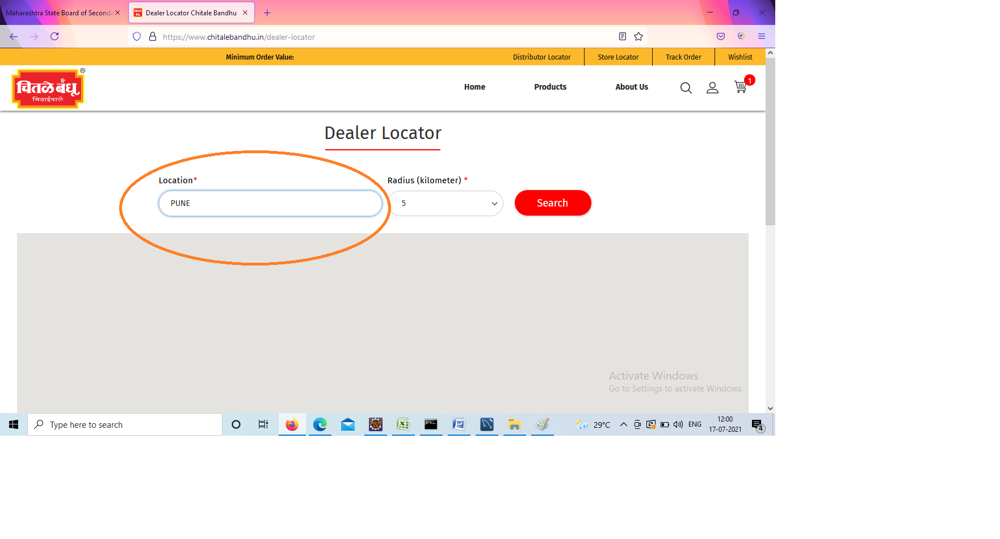 Maharashtra State Board of Seconda
Dealer Locator Chitale Bandhu
https://www.chitalebandhu.in/dealer-locator
Minimum Order Value:
Distributor Locator
Store Locator
Track Order
Wishlist
चितळे बंधू
मिठाईवाले
®
Home
Products
About Us
1
Dealer Locator
Location*
Radius (kilometer) *
PUNE
5
Search
Activate Windows
Go to Settings to activate Windows.
Type here to search
29°C
ENG
12:00
17-07-2021
4